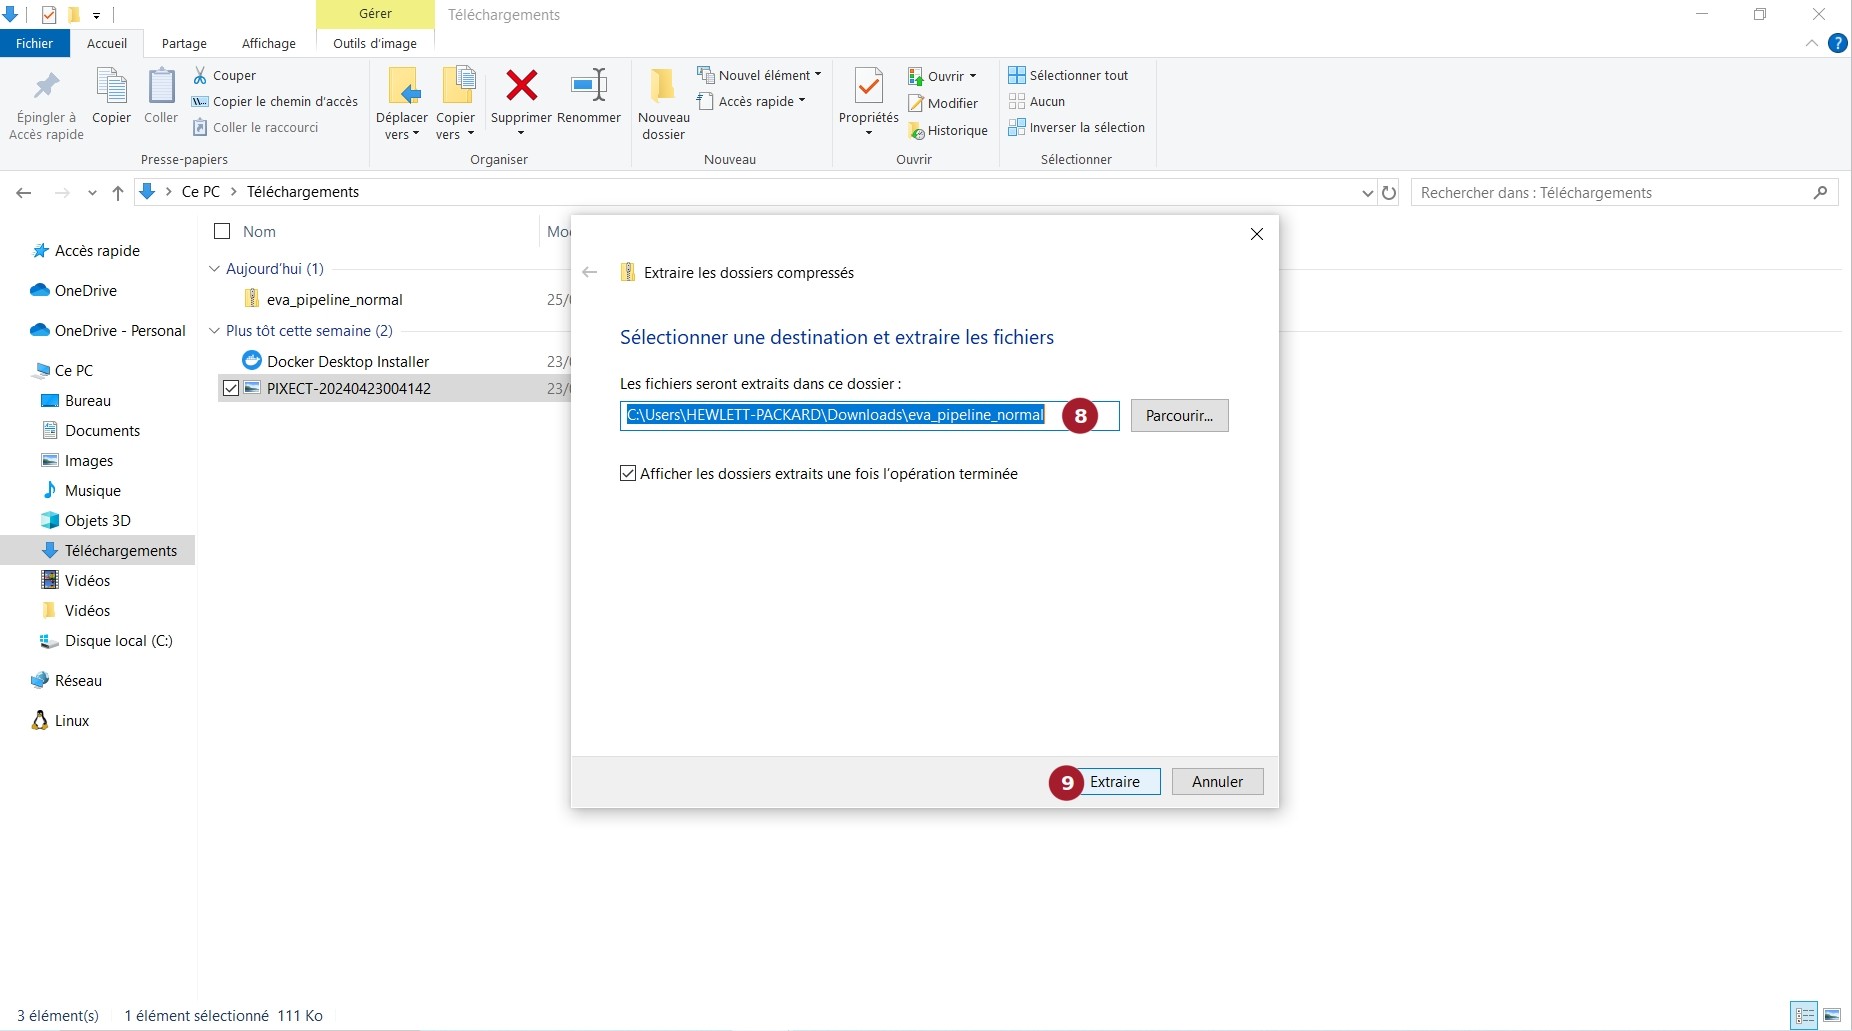 Gérer
Téléchargements
Fichier
Accueil
Partage
Affichage
Outils d'image
?
Épingler à
Accès rapide
Copier
Coller
Couper
Copier le chemin d'accès
Coller le raccourci
Presse-papiers
Déplacer
vers
Copier
vers
Supprimer
Renommer
Organiser
Nouveau
dossier
Nouvel élément
Accès rapide
Nouveau
Propriétés
Ouvrir
Modifier
Historique
Ouvrir
Sélectionner tout
Aucun
Inverser la sélection
Sélectionner
Ce PC
Téléchargements
Rechercher dans : Téléchargements
Accès rapide
OneDrive
OneDrive - Personal
Ce PC
Bureau
Documents
Images
Musique
Objets 3D
Téléchargements
Vidéos
Vidéos
Disque local (C:)
Réseau
Linux
Nom
Aujourd'hui (1)
eva_pipeline_normal
25/
Plus tôt cette semaine (2)
Docker Desktop Installer
23/
PIXECT-20240423004142
23/
Extraire les dossiers compressés
Sélectionner une destination et extraire les fichiers
Les fichiers seront extraits dans ce dossier :
C:\Users\HEWLETT-PACKARD\Downloads\eva_pipeline_normal
8
Parcourir...
Afficher les dossiers extraits une fois l'opération terminée
9
Extraire
Annuler
3 élément(s)
1 élément sélectionné 111 Ko